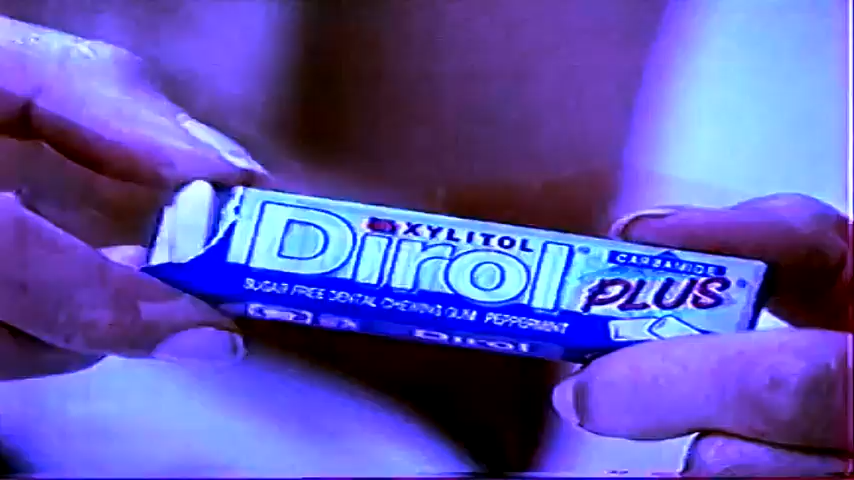 XYLITOL
Dirol
CARBAMIDE
PLUS
SUGAR FREE DENTAL CHEWING GUM PEPPERMINT
Dirol